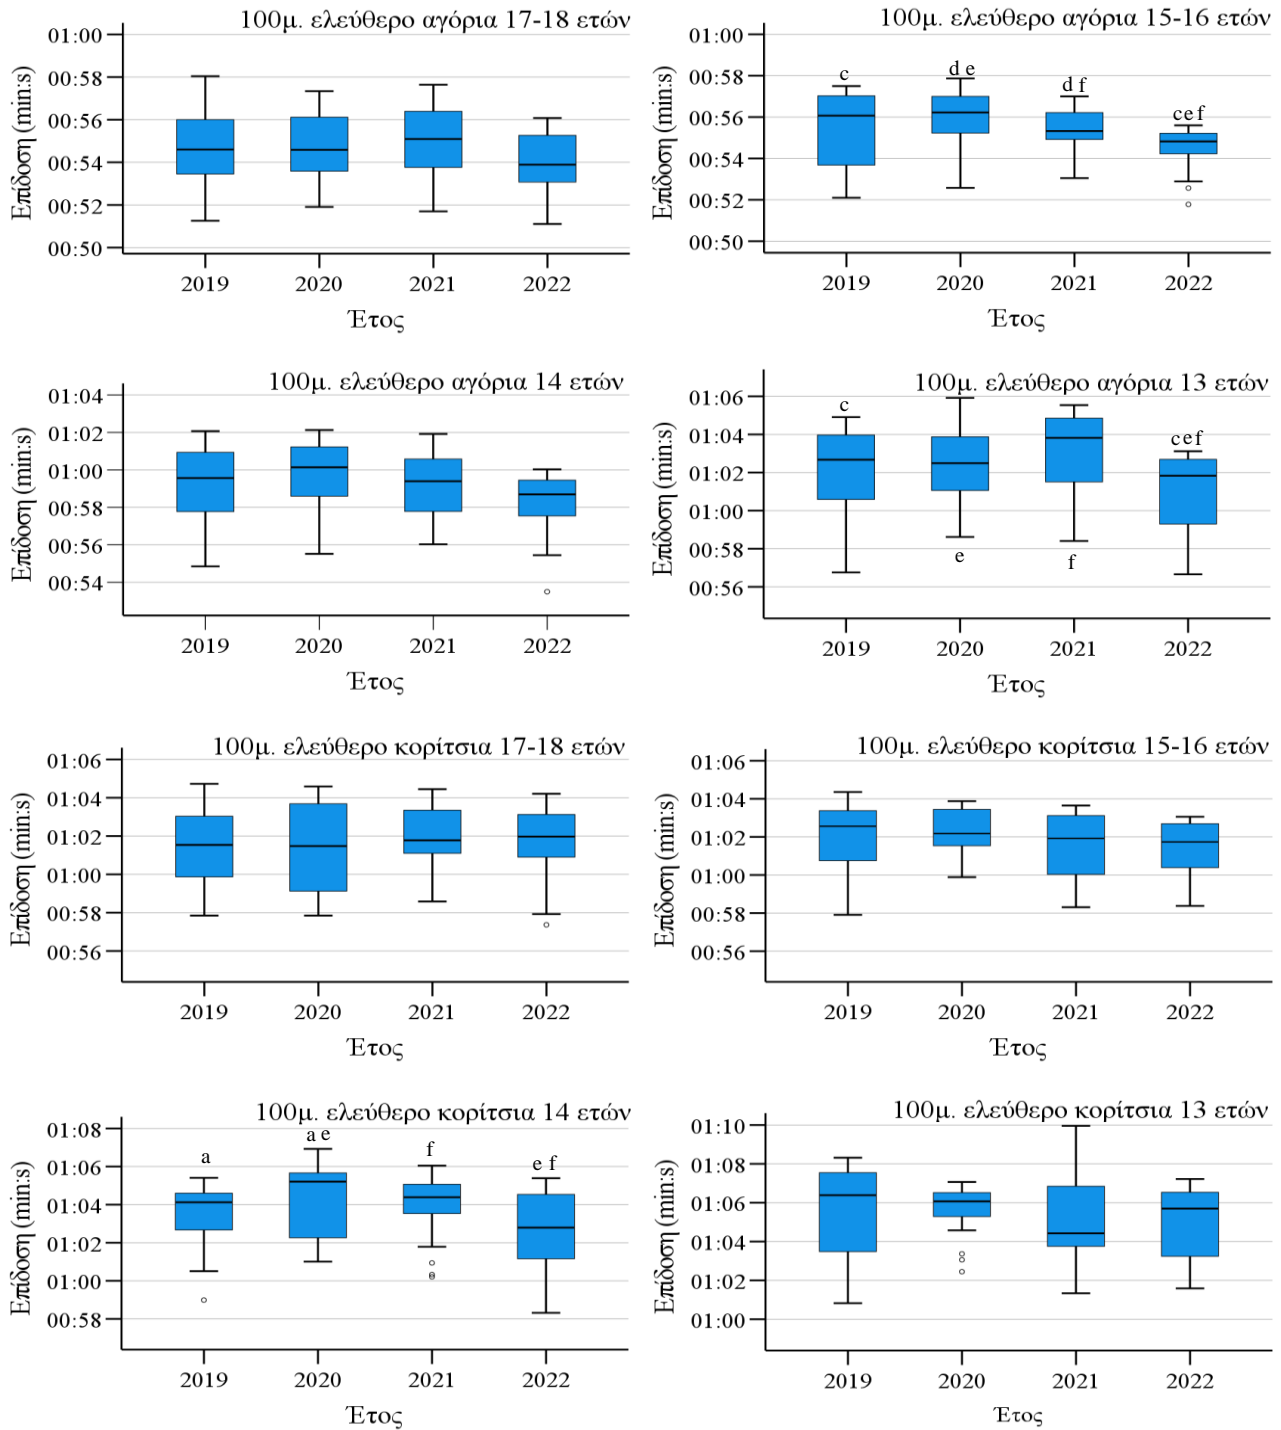 100μ. ελεύθερο αγόρια 17-18 ετών
Επίδοση (min:s)
01:00
00:58
00:56
00:54
00:52
00:50
2019 2020 2021 2022
Έτος
100μ. ελεύθερο αγόρια 15-16 ετών
Επίδοση (min:s)
01:00
00:58
00:56
00:54
00:52
00:50
c
d e
d f
c e f
2019 2020 2021 2022
Έτος
100μ. ελεύθερο αγόρια 14 ετών
Επίδοση (min:s)
01:04
01:02
01:00
00:58
00:56
00:54
2019 2020 2021 2022
Έτος
100μ. ελεύθερο αγόρια 13 ετών
Επίδοση (min:s)
01:06
01:04
01:02
01:00
00:58
00:56
c
e
f
c e f
2019 2020 2021 2022
Έτος
100μ. ελεύθερο κορίτσια 17-18 ετών
Επίδοση (min:s)
01:06
01:04
01:02
01:00
00:58
00:56
2019 2020 2021 2022
Έτος
100μ. ελεύθερο κορίτσια 15-16 ετών
Επίδοση (min:s)
01:06
01:04
01:02
01:00
00:58
00:56
2019 2020 2021 2022
Έτος
100μ. ελεύθερο κορίτσια 14 ετών
Επίδοση (min:s)
01:08
01:06
01:04
01:02
01:00
00:58
a
a e
f
e f
2019 2020 2021 2022
Έτος
100μ. ελεύθερο κορίτσια 13 ετών
Επίδοση (min:s)
01:10
01:08
01:06
01:04
01:02
01:00
2019 2020 2021 2022
Έτος